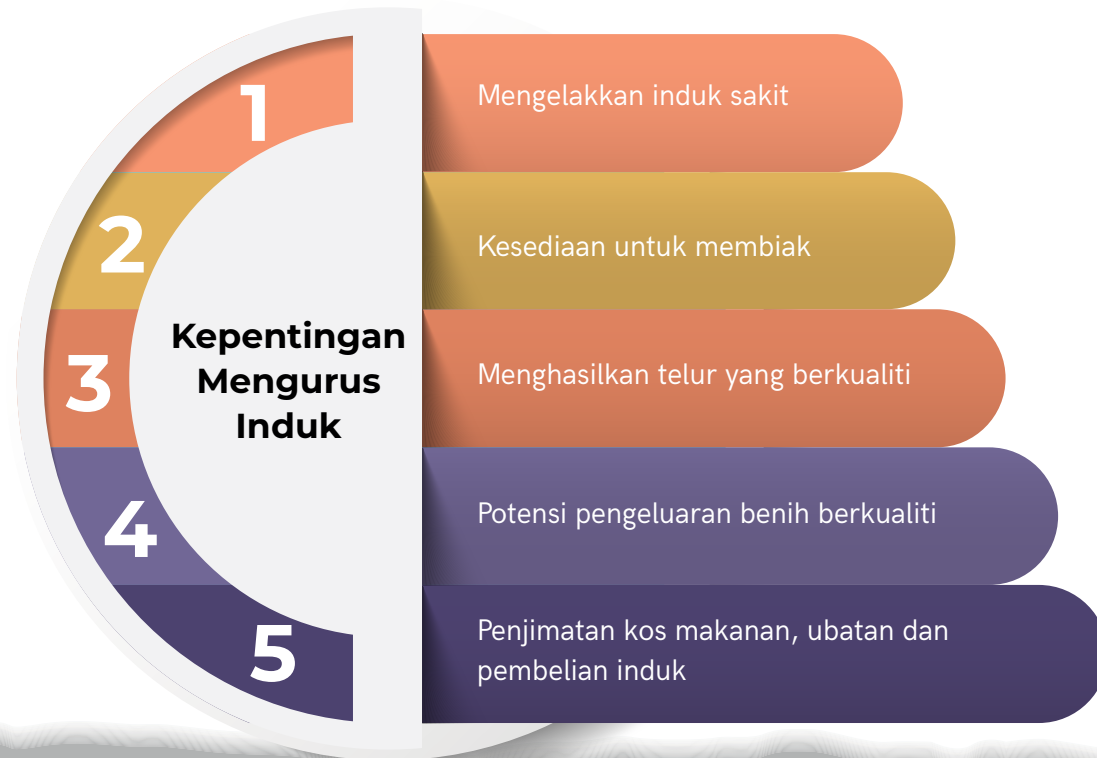 Kepentingan
Mengurus
Induk
1
Mengelakkan induk sakit
2
Kesediaan untuk membiak
3
Menghasilkan telur yang berkualiti
4
Potensi pengeluaran benih berkualiti
5
Penjimatan kos makanan, ubatan dan
pembelian induk